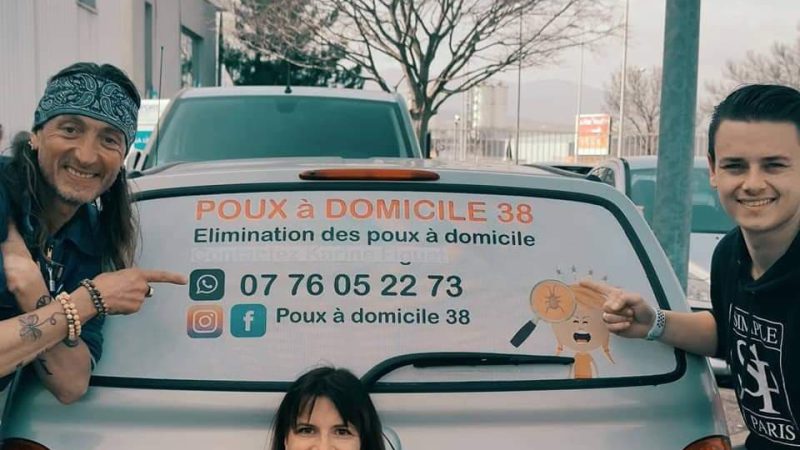 POUX à DOMICILE 38
Elimination des poux à domicile
07 76 05 22 73
Poux à domicile 38
SIMPLE
PARIS